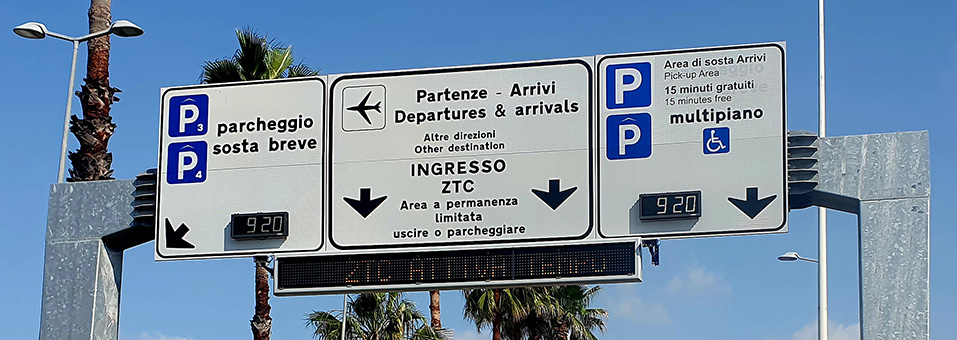 P3
P4
parcheggio
sosta breve
920
Partenze - Arrivi
Departures & arrivals
Altre direzioni
Other destination
INGRESSO
ZTC
Area a permanenza
limitata
uscire o parcheggiare
ZTC ATTIVA
P
P
Area di sosta Arrivi
Pick-up Area
15 minuti gratuiti
15 minutes free
multipiano
920